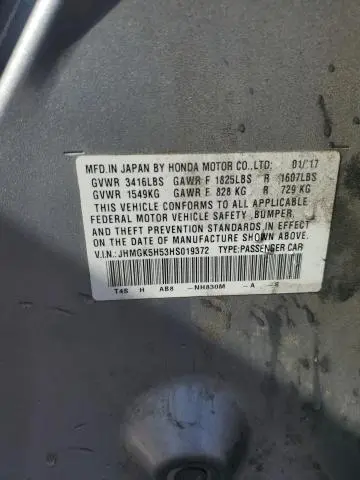 MFD.IN JAPAN BY HONDA MOTOR CO.,LTD. 01/'17
GVWR 3416LBS GAWR F 1825LBS R 1607LBS
GVWR 1549KG GAWR F 828 KG R 729 KG
THIS VEHICLE CONFORMS TO ALL APPLICABLE
FEDERAL MOTOR VEHICLE SAFETY ,BUMPER,
AND THEFT PREVENTION STANDARDS IN EFFECT
ON THE DATE OF MANUFACTURE SHOWN ABOVE.
V.I.N.: JHMGK5H53HS019372 TYPE:PASSENGER CAR
T4S H AB8 -NH830M -A -S